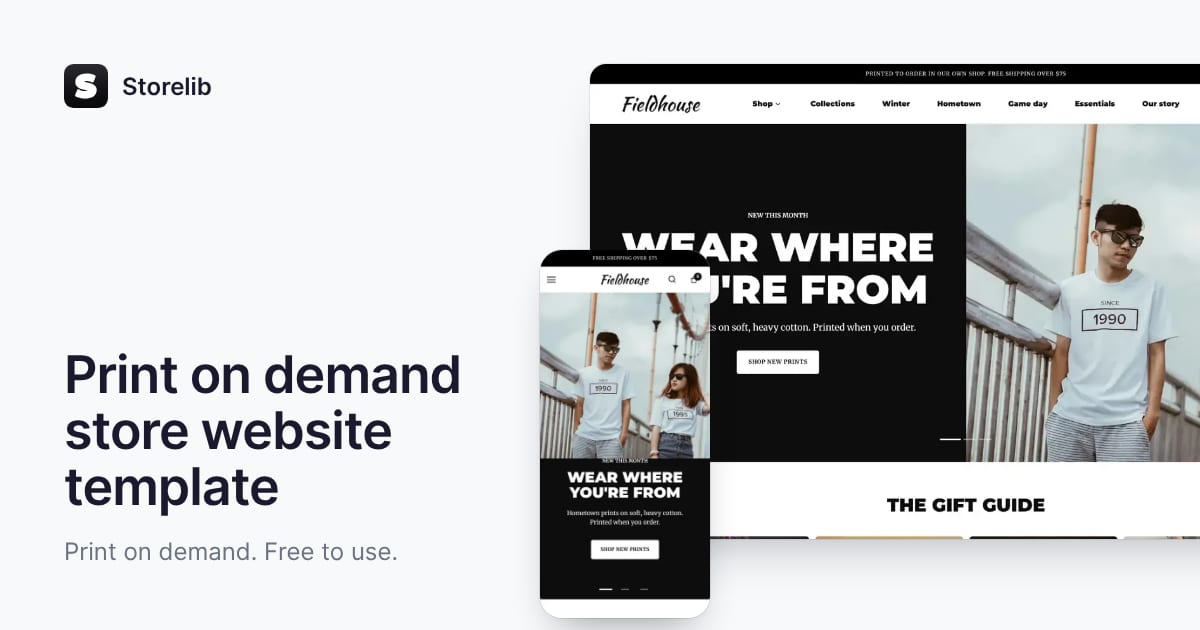 Storelib
Print on demand
store website
template
Print on demand. Free to use.
PRINTED TO ORDER IN OUR OWN SHOP. FREE SHIPPING OVER $75
Fieldhouse
Shop
Collections
Winter
Hometown
Game day
Essentials
Our story
NEW THIS MONTH
WEAR WHERE
U'RE FROM
ts on soft, heavy cotton. Printed when you order.
SHOP NEW PRINTS
SINCE
1990
THE GIFT GUIDE
FREE SHIPPING OVER $75
Fieldhouse
1990
1995
NEW THIS MONTH
WEAR WHERE
YOU'RE FROM
Hometown prints on soft, heavy cotton.
Printed when you order.
SHOP NEW PRINTS